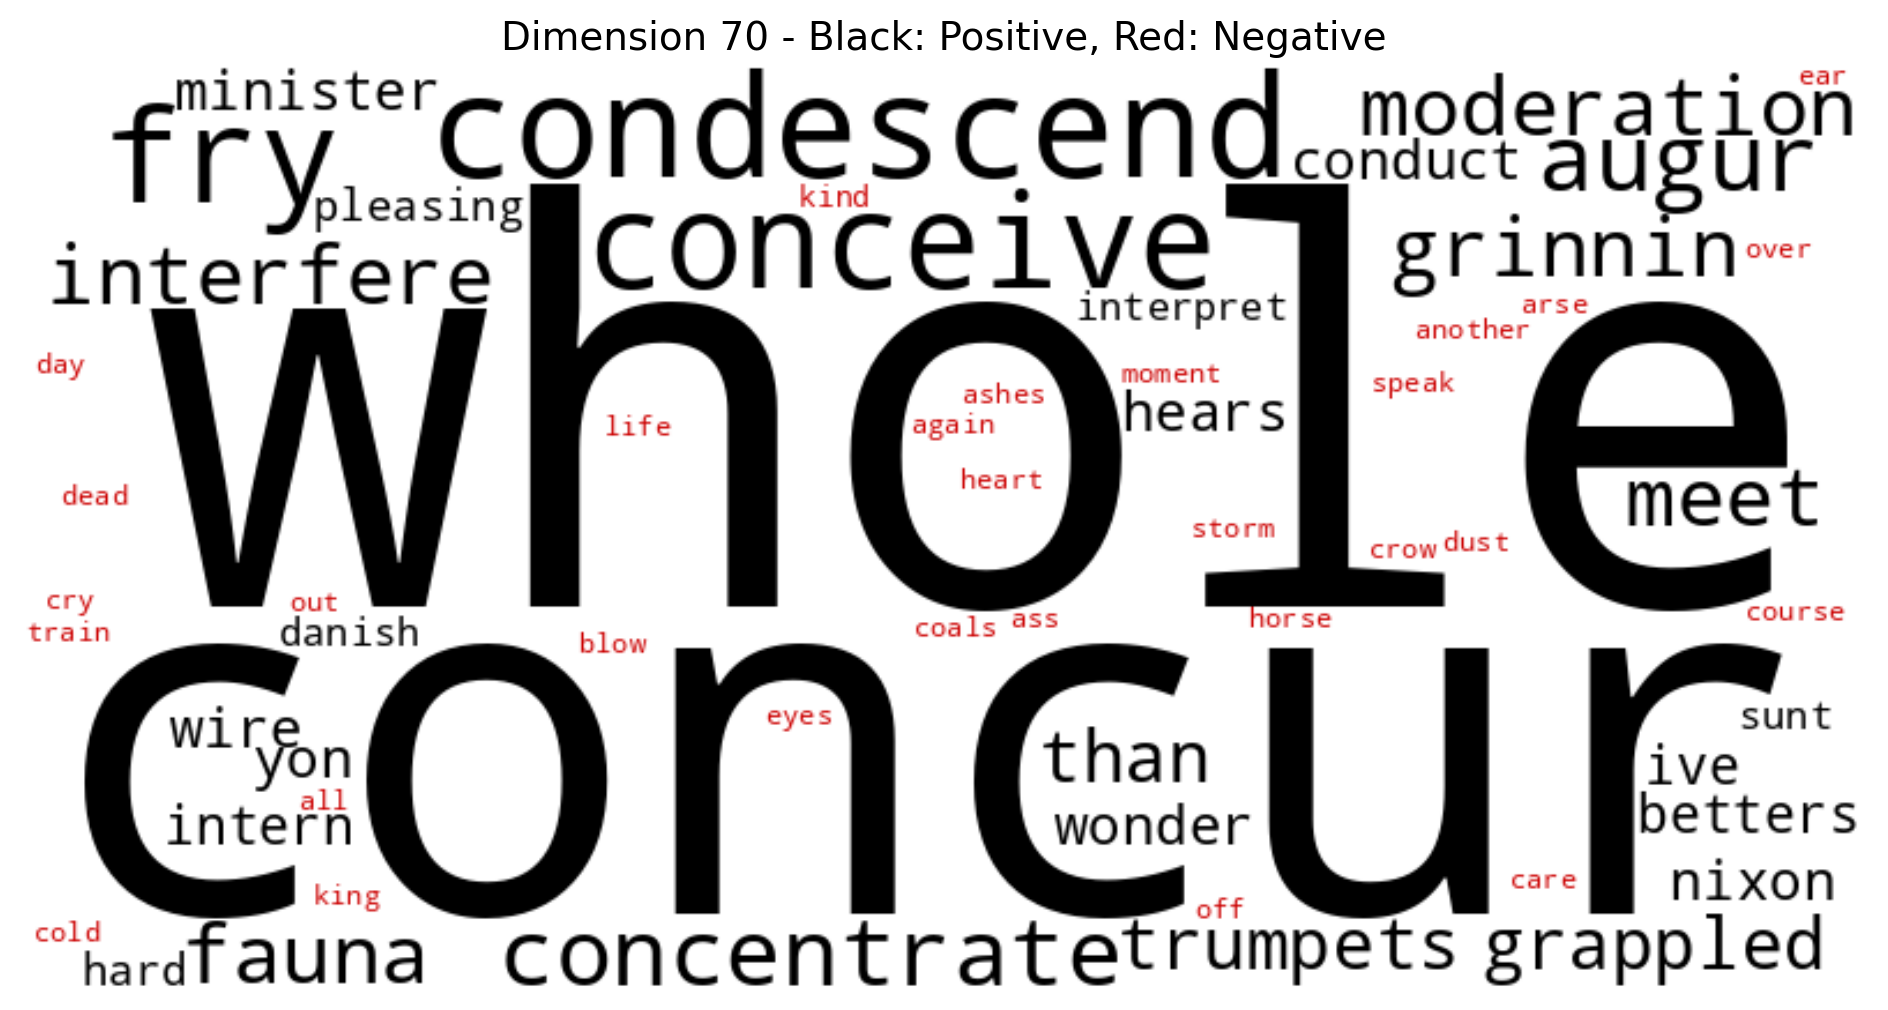 Dimension 70 - Black: Positive, Red: Negative
minister
condescend
moderation
ear
fry
conduct
augur
pleasing
kind
conceive
grinnin
over
interfere
interpret
arse
another
day
moment
speak
ashes
hears
life
again
whole
heart
meet
dead
storm
crow
dust
cry
out
train
danish
blow
coals
ass
horse
course
concur
wire
eyes
sunt
yon
than
ive
all
intern
wonder
betters
king
care
nixon
off
cold
hard
fauna
concentrate
trumpets
grappled